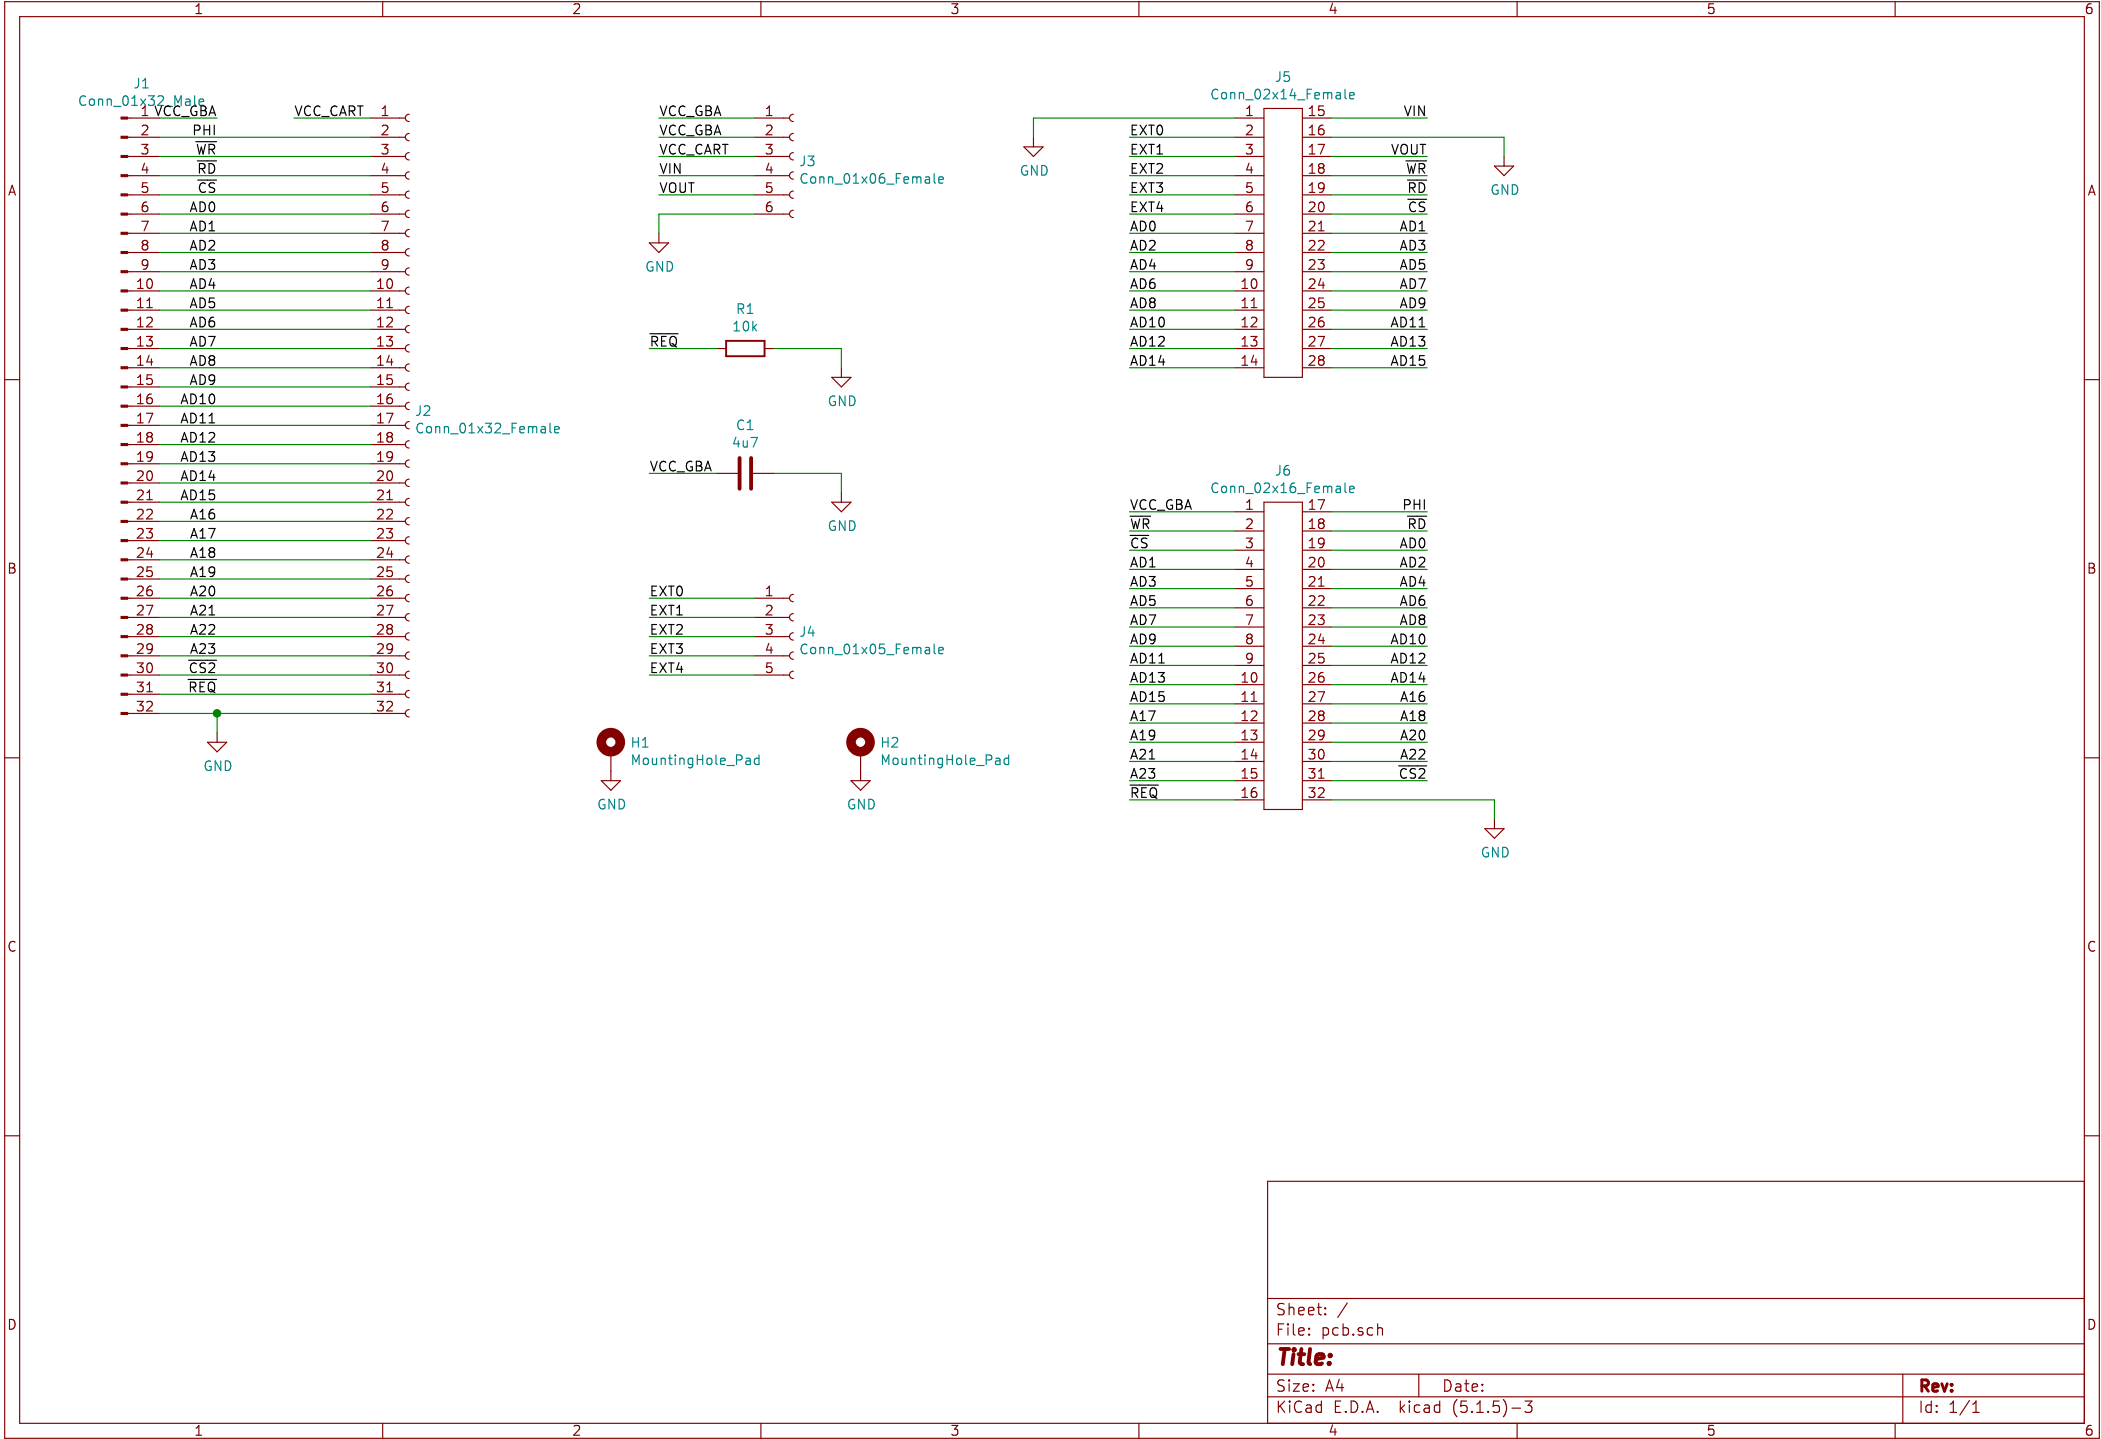 1 2 3 4 5 6
A
B
C
D
A
B
C
D
J1
Conn_01x32_Male
1 VCC_GBA VCC_CART 1
2 PHI 2
3 WR 3
4 RD 4
5 CS 5
6 AD0 6
7 AD1 7
8 AD2 8
9 AD3 9
10 AD4 10
11 AD5 11
12 AD6 12
13 AD7 13
14 AD8 14
15 AD9 15
16 AD10 16
17 AD11 17
18 AD12 18
19 AD13 19
20 AD14 20
21 AD15 21
22 A16 22
23 A17 23
24 A18 24
25 A19 25
26 A20 26
27 A21 27
28 A22 28
29 A23 29
30 CS2 30
31 REQ 31
32 32
GND
J2
Conn_01x32_Female
VCC_GBA 1
VCC_GBA 2
VCC_CART 3
VIN 4
VOUT 5
6
GND
J3
Conn_01x06_Female
R1
10k
REQ
GND
C1
4u7
VCC_GBA
GND
EXT0 1
EXT1 2
EXT2 3
EXT3 4
EXT4 5
J4
Conn_01x05_Female
H1
MountingHole_Pad
GND
H2
MountingHole_Pad
GND
J5
Conn_02x14_Female
1 15 VIN
EXT0 2 16
EXT1 3 17 VOUT
EXT2 4 18 WR
EXT3 5 19 RD
EXT4 6 20 CS
AD0 7 21 AD1
AD2 8 22 AD3
AD4 9 23 AD5
AD6 10 24 AD7
AD8 11 25 AD9
AD10 12 26 AD11
AD12 13 27 AD13
AD14 14 28 AD15
GND
GND
J6
Conn_02x16_Female
VCC_GBA 1 17 PHI
WR 2 18 RD
CS 3 19 AD0
AD1 4 20 AD2
AD3 5 21 AD4
AD5 6 22 AD6
AD7 7 23 AD8
AD9 8 24 AD10
AD11 9 25 AD12
AD13 10 26 AD14
AD15 11 27 A16
A17 12 28 A18
A19 13 29 A20
A21 14 30 A22
A23 15 31 CS2
REQ 16 32
GND
Sheet: /
File: pcb.sch
Title:
Size: A4 Date: Rev:
KiCad E.D.A. kicad (5.1.5)-3 Id: 1/1
1 2 3 4 5 6